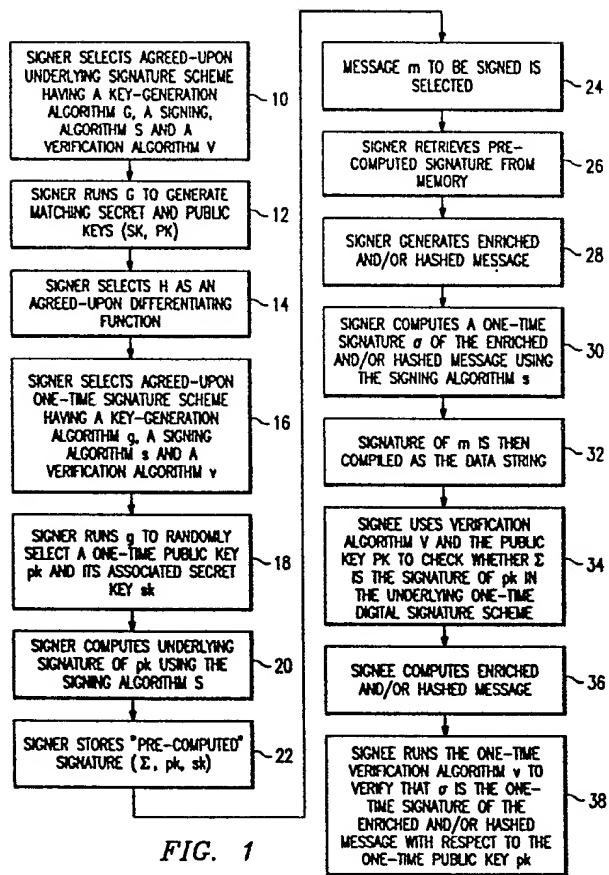 SIGNER SELECTS AGREED-UPON
UNDERLYING SIGNATURE SCHEME
HAVING A KEY-GENERATION
ALGORITHM G, A SIGNING,
ALGORITHM S AND A
VERIFICATION ALGORITHM V
10
SIGNER RUNS G TO GENERATE
MATCHING SECRET AND PUBLIC
KEYS (SK, PK)
12
SIGNER SELECTS H AS AN
AGREED-UPON DIFFERENTIATING
FUNCTION
14
SIGNER SELECTS AGREED-UPON
ONE-TIME SIGNATURE SCHEME
HAVING A KEY-GENERATION
ALGORITHM g, A SIGNING
ALGORITHM s AND A
VERIFICATION ALGORITHM v
16
SIGNER RUNS g TO RANDOMLY
SELECT A ONE-TIME PUBLIC KEY
pk AND ITS ASSOCIATED SECRET
KEY sk
18
SIGNER COMPUTES UNDERLYING
SIGNATURE OF pk USING THE
SIGNING ALGORITHM S
20
SIGNER STORES "PRE-COMPUTED"
SIGNATURE (Σ, pk, sk)
22
MESSAGE m TO BE SIGNED IS
SELECTED
24
SIGNER RETRIEVES PRE-
COMPUTED SIGNATURE FROM
MEMORY
26
SIGNER GENERATES ENRICHED
AND/OR HASHED MESSAGE
28
SIGNER COMPUTES A ONE-TIME
SIGNATURE σ OF THE ENRICHED
AND/OR HASHED MESSAGE USING
THE SIGNING ALGORITHM s
30
SIGNATURE OF m IS THEN
COMPILED AS THE DATA STRING
32
SIGNEE USES VERIFICATION
ALGORITHM V AND THE PUBLIC
KEY PK TO CHECK WHETHER Σ
IS THE SIGNATURE OF pk IN
THE UNDERLYING ONE-TIME
DIGITAL SIGNATURE SCHEME
34
SIGNEE COMPUTES ENRICHED
AND/OR HASHED MESSAGE
36
SIGNEE RUNS THE ONE-TIME
VERIFICATION ALGORITHM v TO
VERIFY THAT σ IS THE ONE-
TIME SIGNATURE OF THE
ENRICHED AND/OR HASHED
MESSAGE WITH RESPECT TO THE
ONE-TIME PUBLIC KEY pk
38
FIG. 1